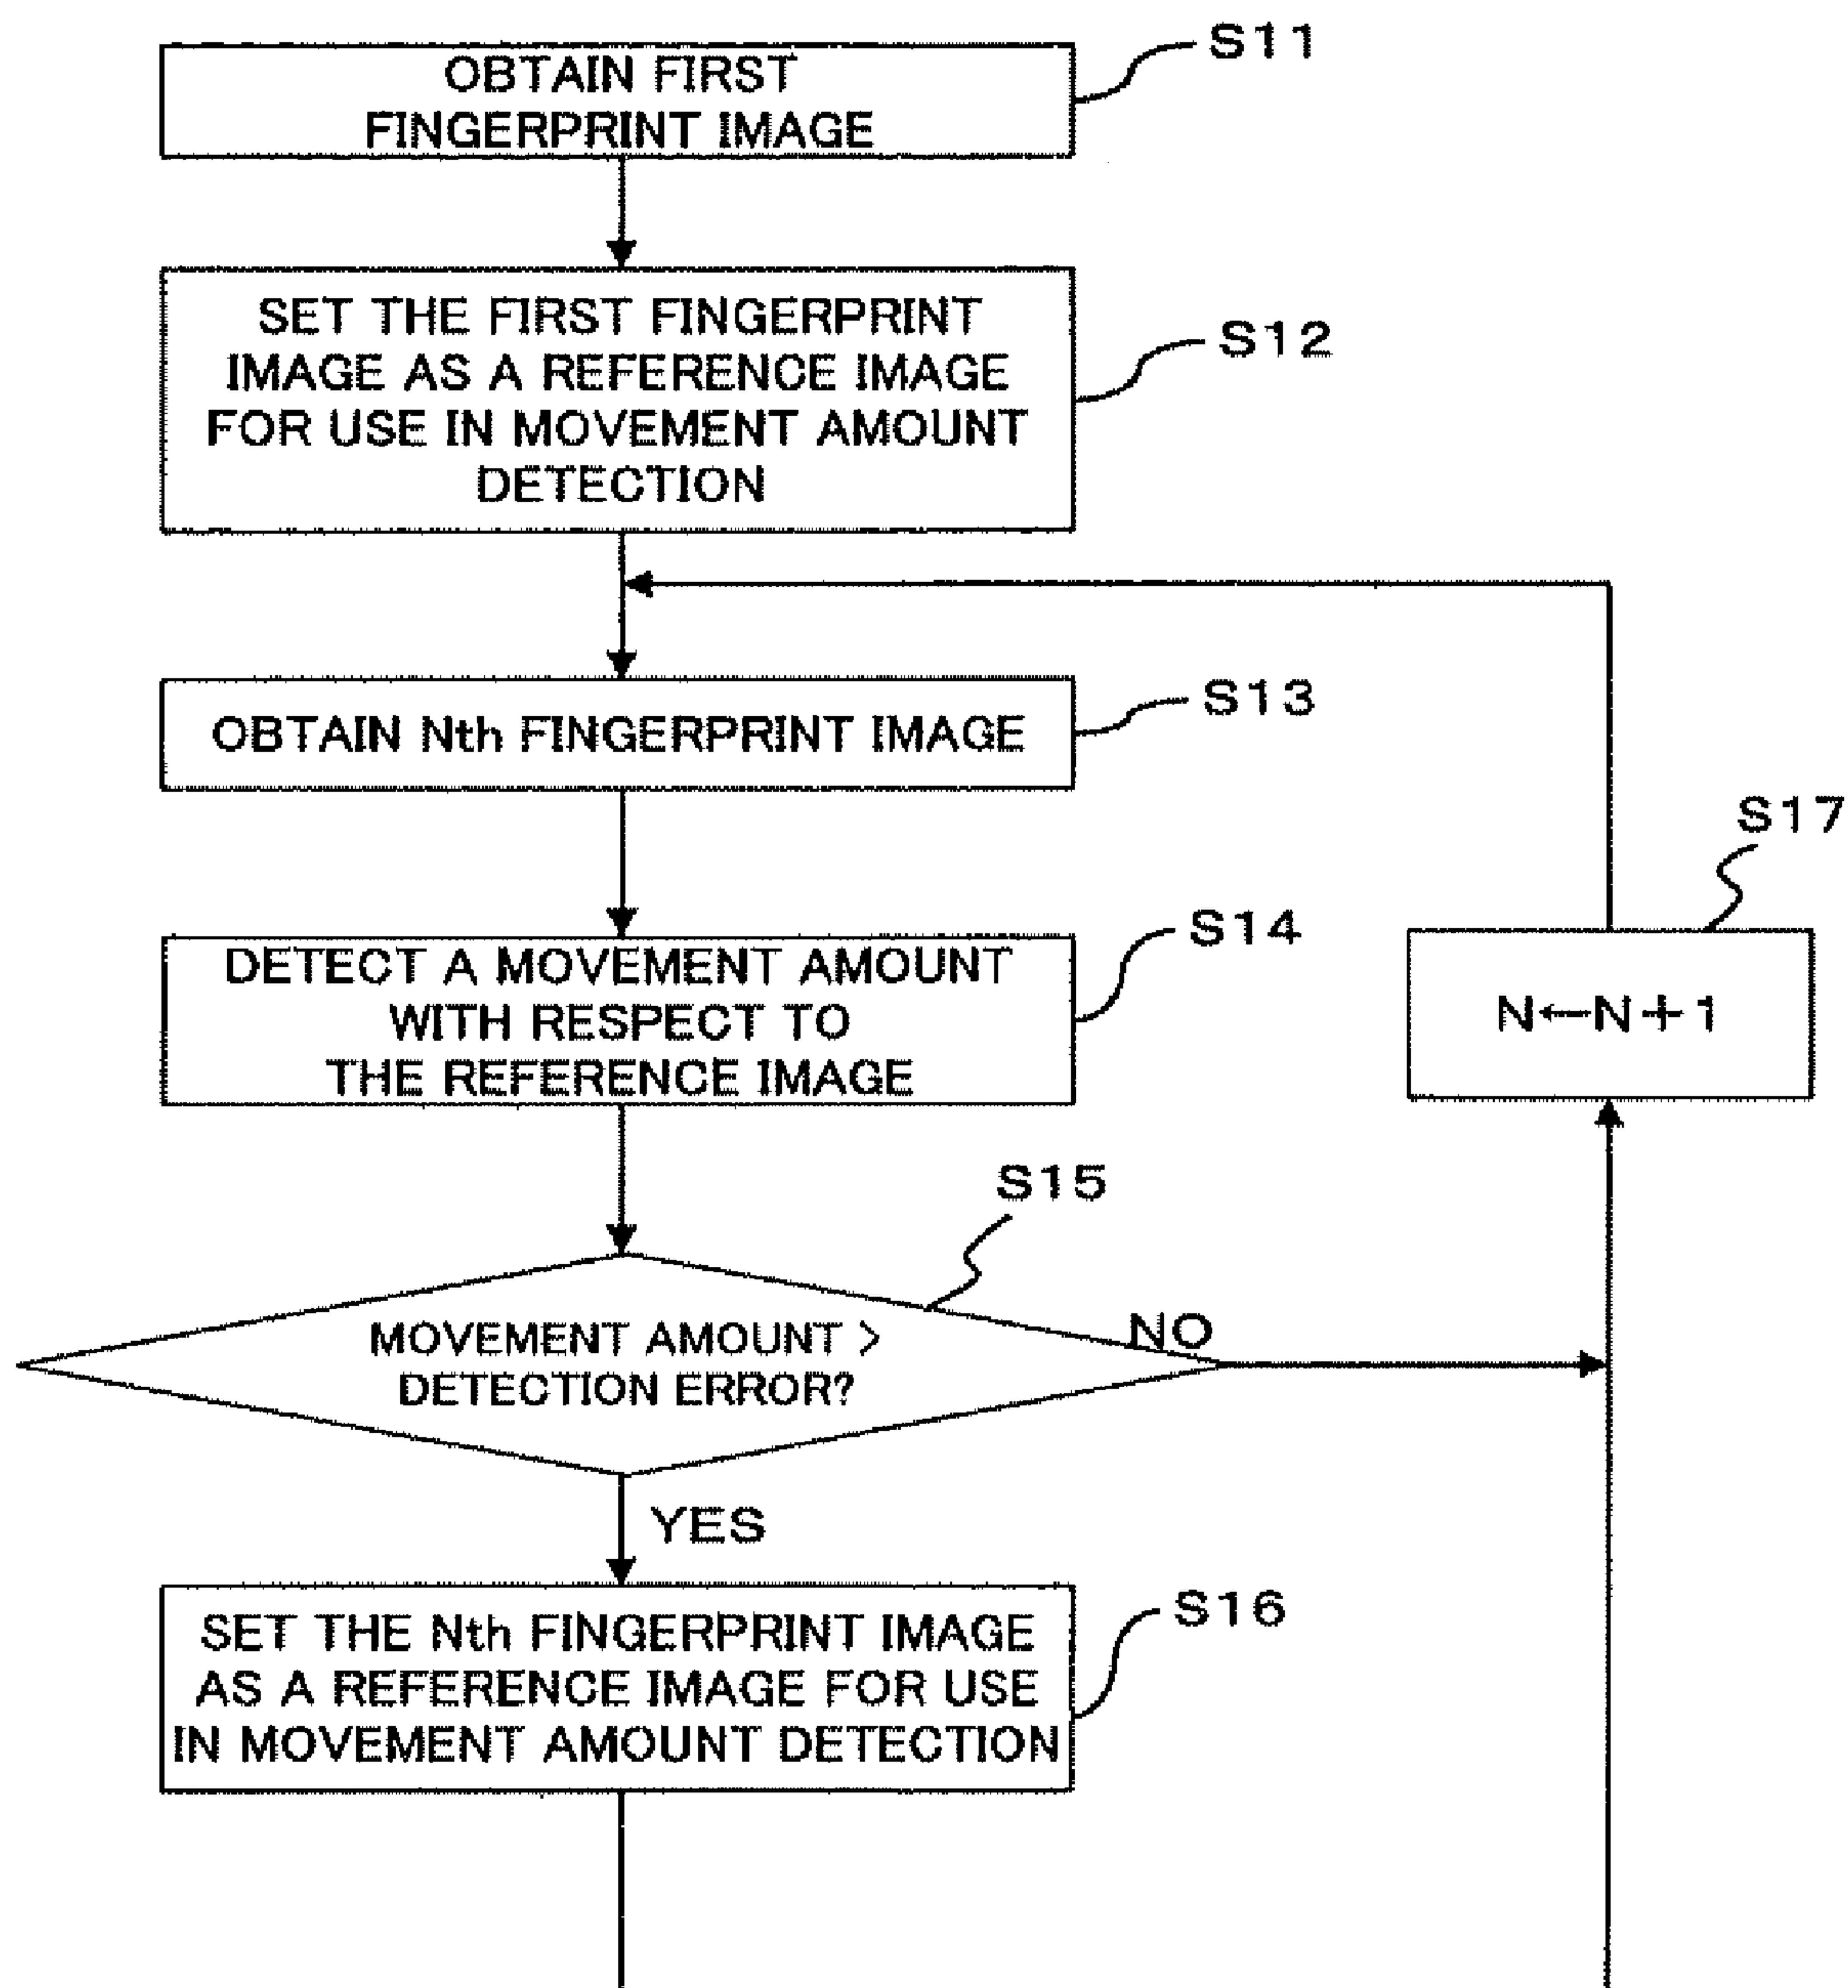 S11
OBTAIN FIRST
FINGERPRINT IMAGE
SET THE FIRST FINGERPRINT
IMAGE AS A REFERENCE IMAGE
FOR USE IN MOVEMENT AMOUNT
DETECTION
S12
OBTAIN Nth FINGERPRINT IMAGE
S13
S17
N←N+1
DETECT A MOVEMENT AMOUNT
WITH RESPECT TO
THE REFERENCE IMAGE
S14
S15
MOVEMENT AMOUNT >
DETECTION ERROR?
NO
YES
SET THE Nth FINGERPRINT IMAGE
AS A REFERENCE IMAGE FOR USE
IN MOVEMENT AMOUNT DETECTION
S16